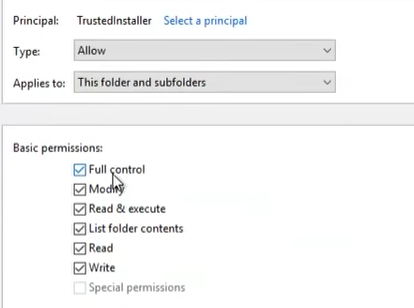 Principal: TrustedInstaller Select a principal
Type: Allow
Applies to: This folder and subfolders
Basic permissions:
Full control
Modify
Read & execute
List folder contents
Read
Write
Special permissions